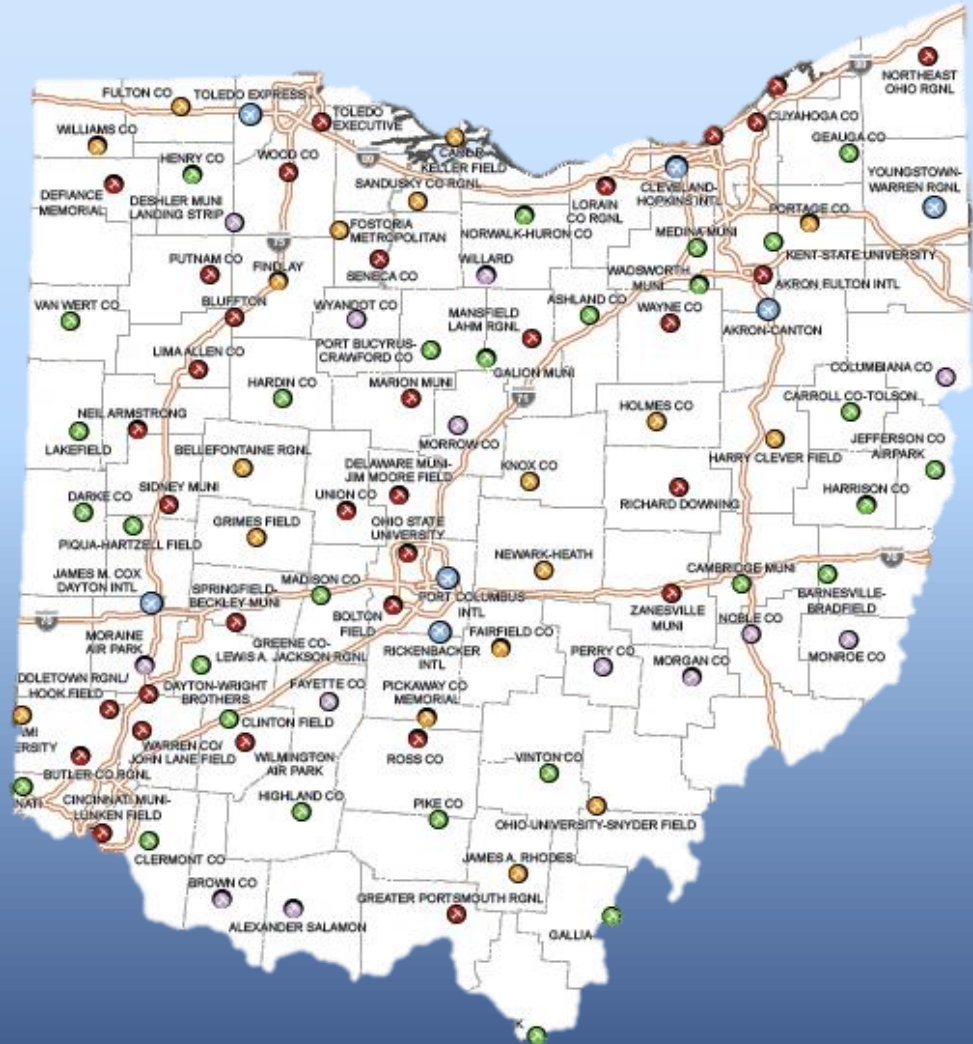 FULTON CO
TOLEDO EXPRESS
TOLEDO
EXECUTIVE
80
CUYAHOGA CO
NORTHEAST
OHIO RGNL
WILLIAMS CO
HENRY CO
WOOD CO
80
KELLER FIELD
GEAUGA CO
DEFIANCE
MEMORIAL
DESHLER MUNI
LANDING STRIP
SANDUSKY CO RGNL
LORAIN
CO RGNL
CLEVELAND-
HOPKINS INTL
YOUNGSTOWN-
WARREN RGNL
PORTAGE CO
FOSTORIA
METROPOLITAN
NORWALK-HURON CO
MEDINA MUNI
75
PUTNAM CO
FINDLAY
SENECA CO
WILLARD
WADSWORTH
MUNI
KENT-STATE UNIVERSITY
AKRON FULTON INTL
VAN WERT CO
BLUFFTON
WYANDOT CO
MANSFIELD
LAHM RGNL
ASHLAND CO
WAYNE CO
AKRON-CANTON
LIMA ALLEN CO
PORT BUCYRUS-
CRAWFORD CO
GALION MUNI
COLUMBIANA CO
HARDIN CO
MARION MUNI
71
CARROLL CO-TOLSON
HOLMES CO
NEIL ARMSTRONG
LAKEFIELD
BELLEFONTAINE RGNL
MORROW CO
HARRY CLEVER FIELD
JEFFERSON CO
AIRPARK
DELAWARE MUNI-
JIM MOORE FIELD
KNOX CO
DARKE CO
SIDNEY MUNI
UNION CO
RICHARD DOWNING
HARRISON CO
PIQUA-HARTZELL FIELD
GRIMES FIELD
OHIO STATE
UNIVERSITY
NEWARK-HEATH
70
JAMES M. COX
DAYTON INTL
SPRINGFIELD-
BECKLEY-MUNI
MADISON CO
PORT COLUMBUS
INTL
CAMBRIDGE MUNI
BARNESVILLE-
BRADFIELD
70
BOLTON
FIELD
ZANESVILLE
MUNI
NOBLE CO
MORAINE
AIR PARK
GREENE CO-
LEWIS A. JACKSON RGNL
RICKENBACKER
INTL
FAIRFIELD CO
PERRY CO
MORGAN CO
MONROE CO
DDLETOWN RGNL/
HOOK FIELD
DAYTON-WRIGHT
BROTHERS
FAYETTE CO
PICKAWAY CO
MEMORIAL
CLINTON FIELD
MI
ERSITY
WARREN CO/
JOHN LANE FIELD
WILMINGTON
AIR PARK
ROSS CO
VINTON CO
BUTLER CO RGNL
NATI
CINCINNATI MUNI-
LUNKEN FIELD
HIGHLAND CO
PIKE CO
OHIO-UNIVERSITY-SNYDER FIELD
CLERMONT CO
JAMES A. RHODES
BROWN CO
GREATER PORTSMOUTH RGNL
ALEXANDER SALAMON
GALLIA
K